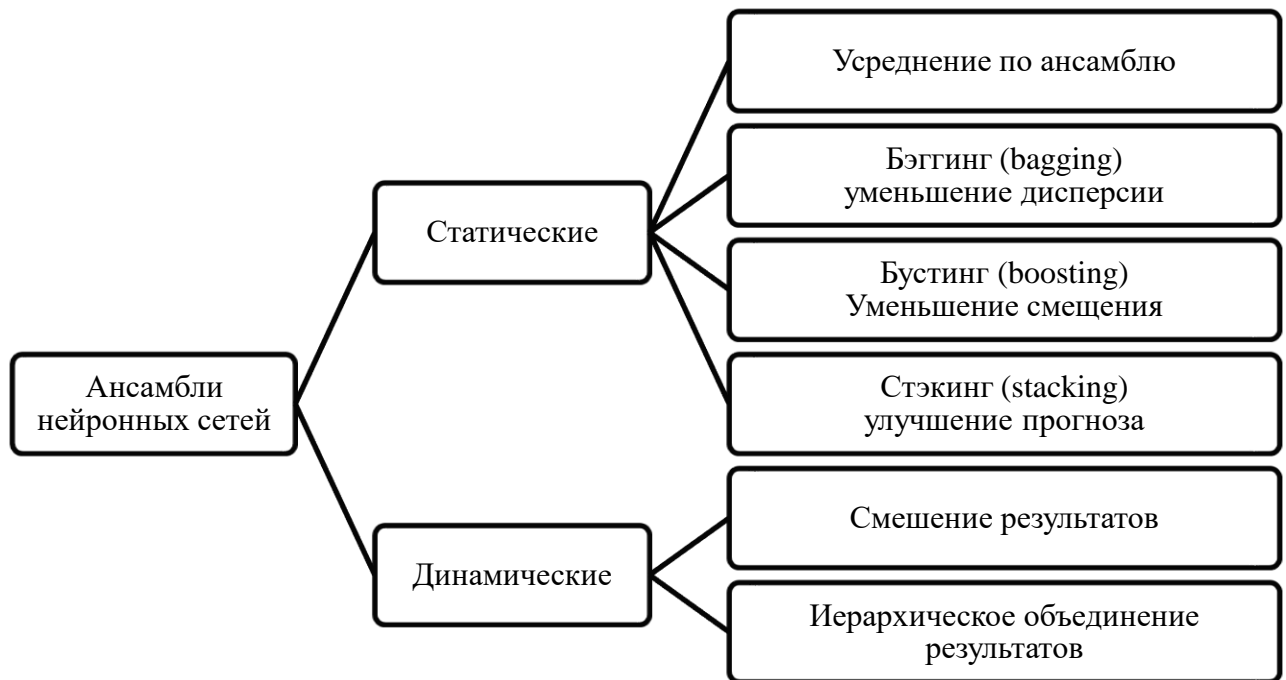 Усреднение по ансамблю
Бэггинг (bagging)
уменьшение дисперсии
Статические
Бустинг (boosting)
Уменьшение смещения
Ансамбли
нейронных сетей
Стэкинг (stacking)
улучшение прогноза
Смешение результатов
Динамические
Иерархическое объединение
результатов